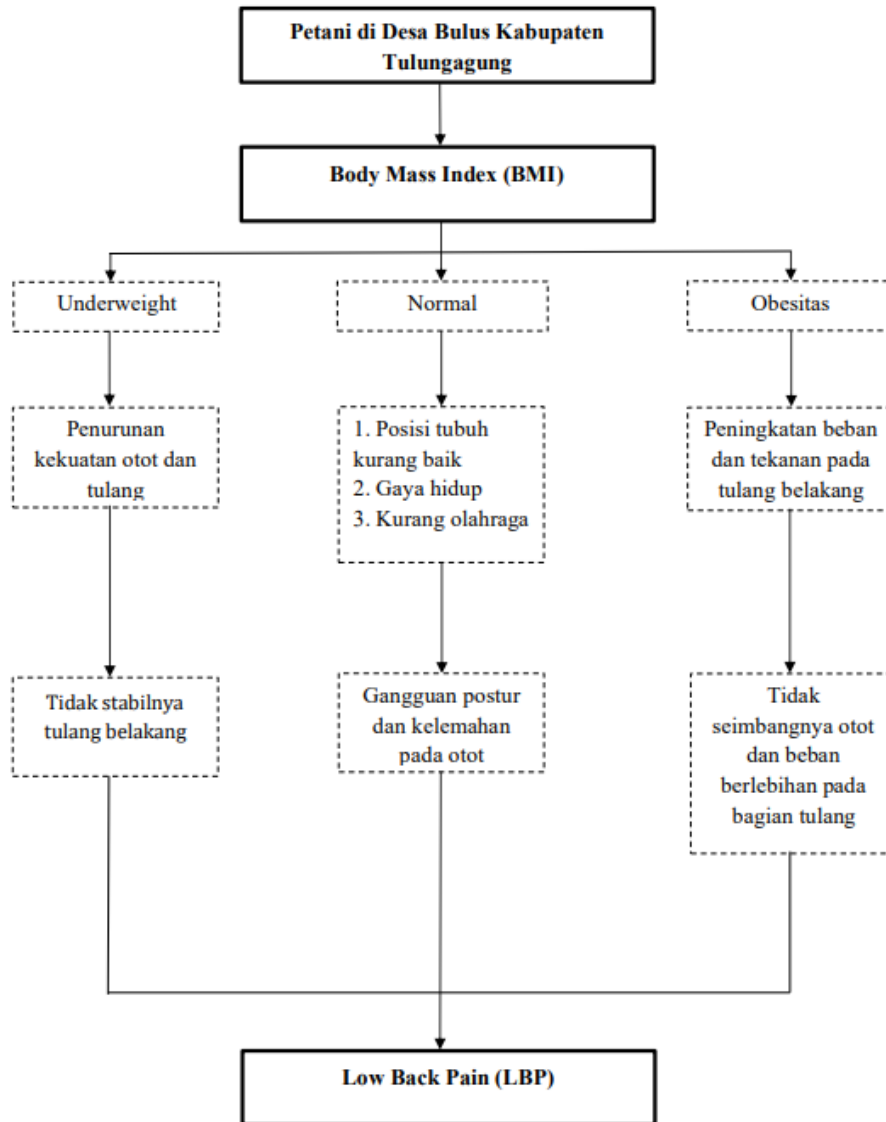 Petani di Desa Bulus Kabupaten
Tulungagung
Body Mass Index (BMI)
Underweight
Normal
Obesitas
Penurunan
kekuatan otot dan
tulang
1. Posisi tubuh
kurang baik
2. Gaya hidup
3. Kurang olahraga
Peningkatan beban
dan tekanan pada
tulang belakang
Tidak stabilnya
tulang belakang
Gangguan postur
dan kelemahan
pada otot
Tidak
seimbangnya otot
dan beban
berlebihan pada
bagian tulang
Low Back Pain (LBP)